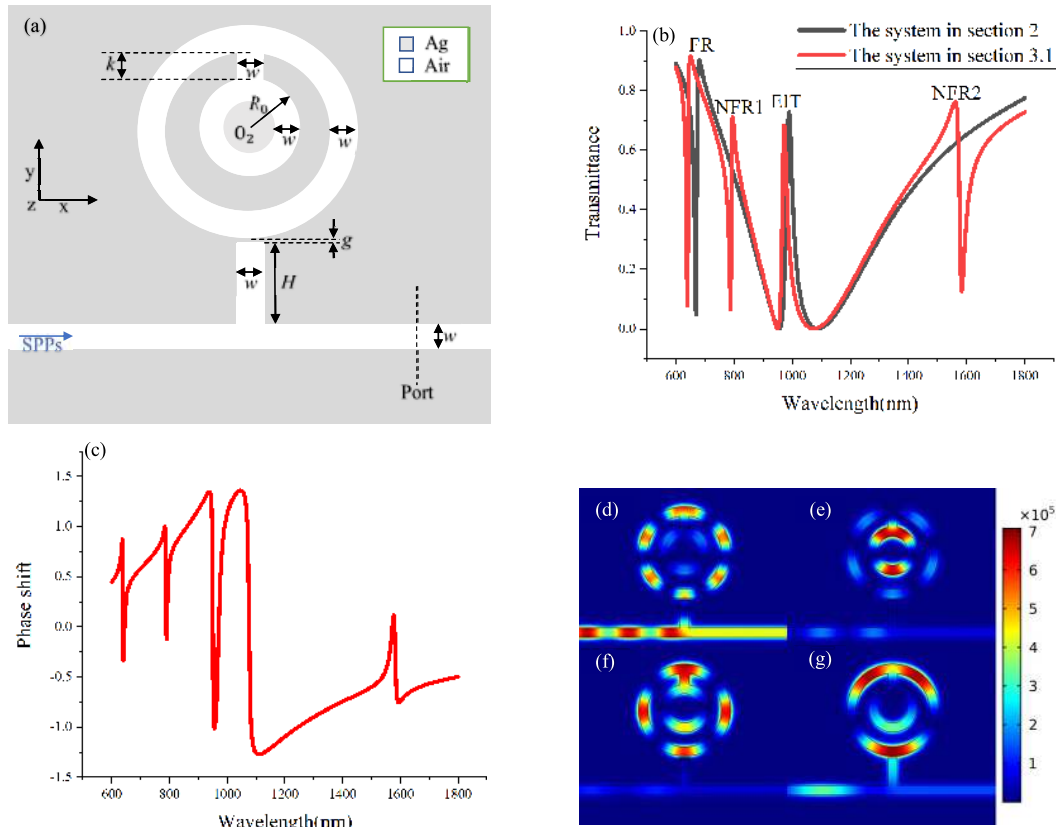 (a)
k
w
R₀
O₂
w
w
Ag
Air
y
z
x
g
w
H
SPPs
w
Port
(b)
The system in section 2
The system in section 3.1
FR
NFR1
EIT
NFR2
Transmittance
1.0
0.8
0.6
0.4
0.2
0.0
600 800 1000 1200 1400 1600 1800
Wavelength(nm)
(c)
Phase shift
1.5
1.0
0.5
0.0
-0.5
-1.0
-1.5
600 800 1000 1200 1400 1600 1800
Wavelength(nm)
(d)
(e)
(f)
(g)
×10⁵
7
6
5
4
3
2
1